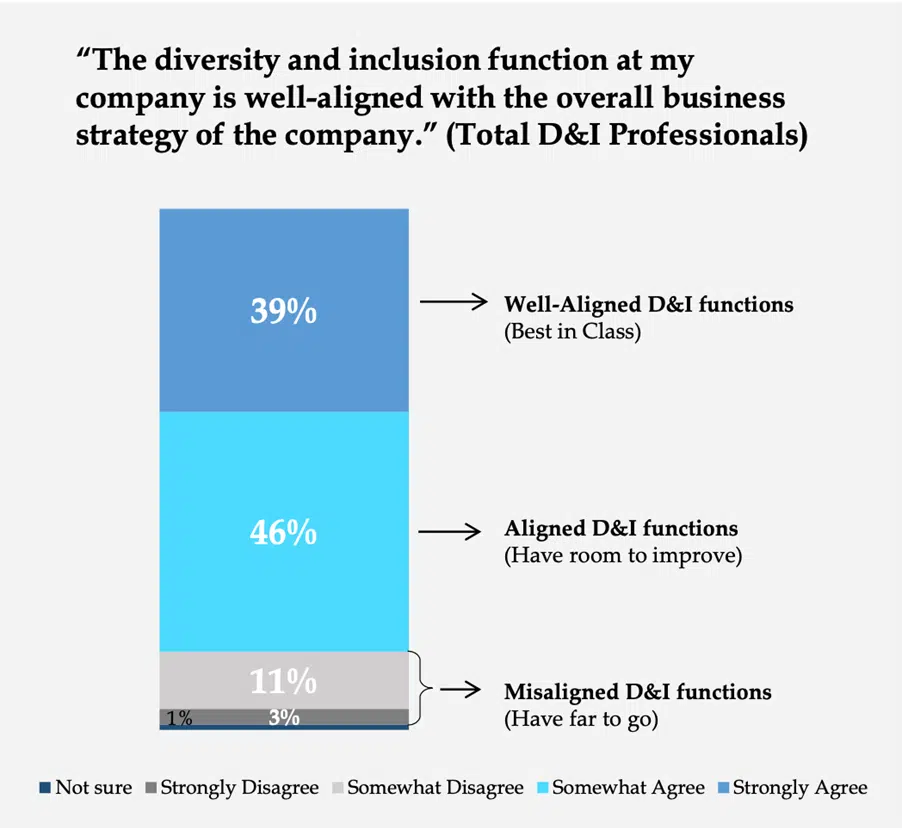 “The diversity and inclusion function at my
company is well-aligned with the overall business
strategy of the company.” (Total D&I Professionals)
39%
Well-Aligned D&I functions
(Best in Class)
46%
Aligned D&I functions
(Have room to improve)
11%
Misaligned D&I functions
(Have far to go)
1% 3%
Not sure Strongly Disagree Somewhat Disagree Somewhat Agree Strongly Agree